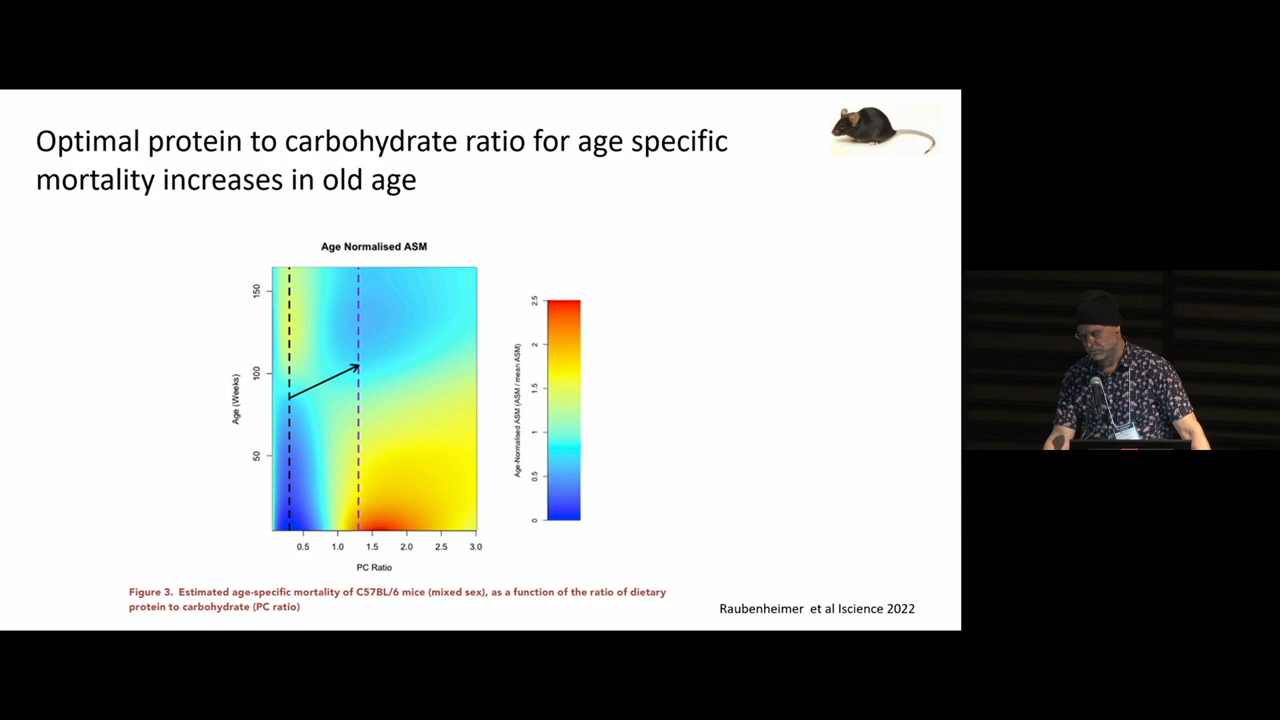 Optimal protein to carbohydrate ratio for age specific
mortality increases in old age
Age Normalised ASM
150
100
50
Age (Weeks)
0.5 1.0 1.5 2.0 2.5 3.0
PC Ratio
2.5
2
1.5
1
0.5
0
Age-Normalised ASM (ASM / mean ASM)
Figure 3. Estimated age-specific mortality of C57BL/6 mice (mixed sex), as a function of the ratio of dietary
protein to carbohydrate (PC ratio)
Raubenheimer et al Iscience 2022